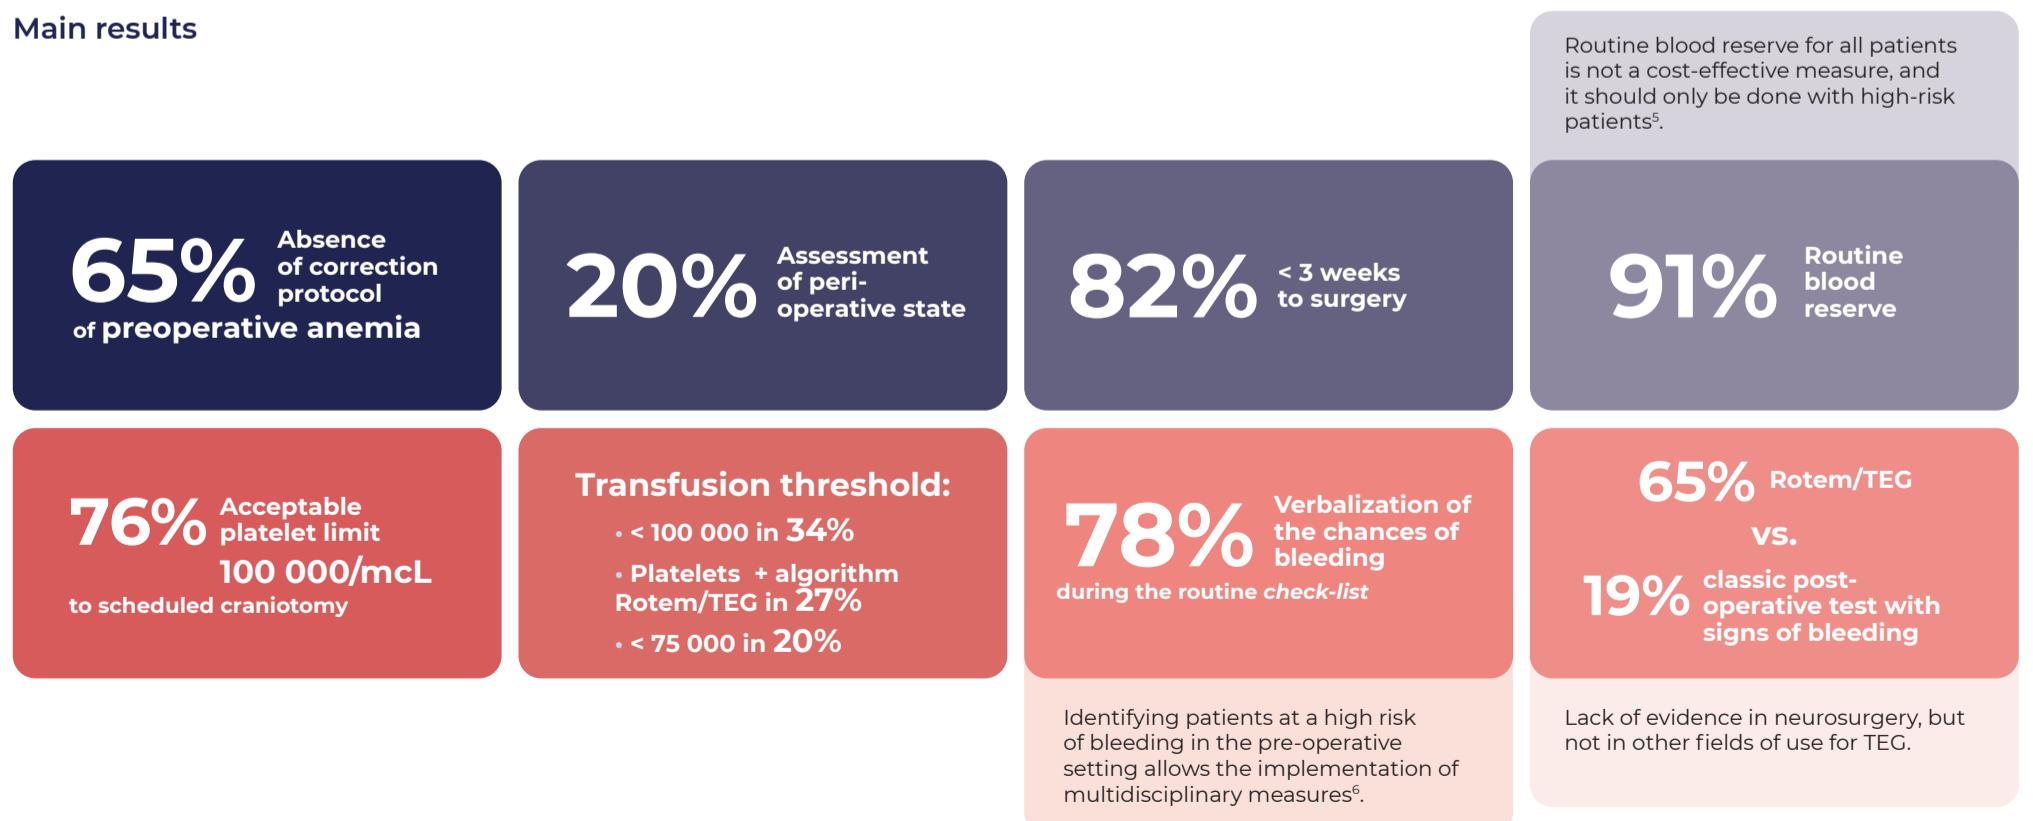 Main results
Routine blood reserve for all patients
is not a cost-effective measure, and
it should only be done with high-risk
patients⁵.
65% Absence
of correction
protocol
of preoperative anemia
20% Assessment
of peri-
operative state
82% < 3 weeks
to surgery
91% Routine
blood
reserve
76% Acceptable
platelet limit
100 000/mcL
to scheduled craniotomy
Transfusion threshold:
• < 100 000 in 34%
• Platelets + algorithm
Rotem/TEG in 27%
• < 75 000 in 20%
78% Verbalization of
the chances of
bleeding
during the routine check-list
65% Rotem/TEG
vs.
19% classic post-
operative test with
signs of bleeding
Identifying patients at a high risk
of bleeding in the pre-operative
setting allows the implementation of
multidisciplinary measures⁶.
Lack of evidence in neurosurgery, but
not in other fields of use for TEG.